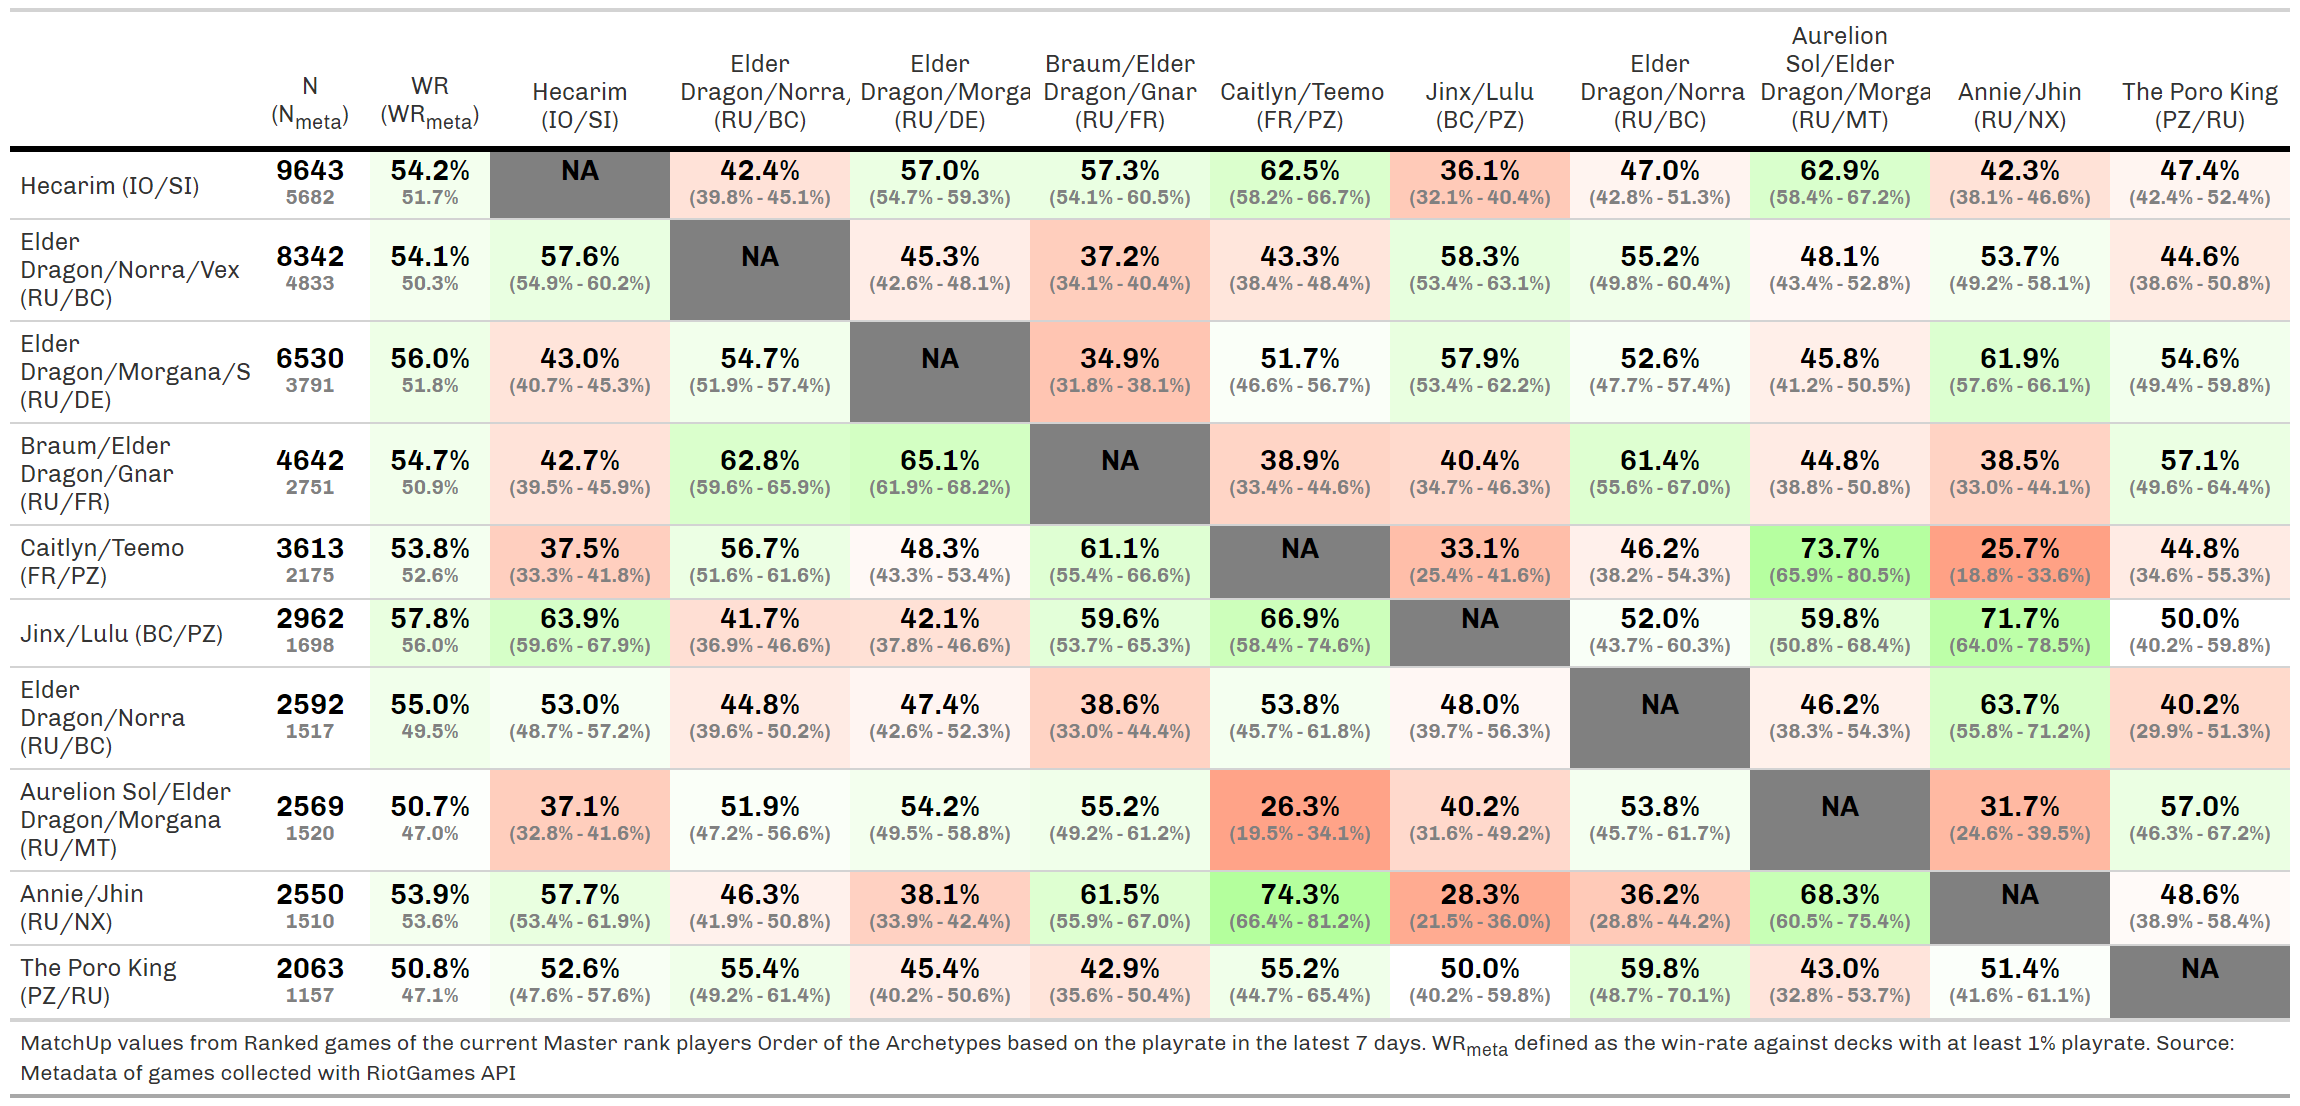 N (N_meta) WR (WR_meta) Hecarim (IO/SI) Elder Dragon/Norra, (RU/BC) Elder Dragon/Morga (RU/DE) Braum/Elder Dragon/Gnar (RU/FR) Caitlyn/Teemo (FR/PZ) Jinx/Lulu (BC/PZ) Elder Dragon/Norra (RU/BC) Aurelion Sol/Elder Dragon/Morga (RU/MT) Annie/Jhin (RU/NX) The Poro King (PZ/RU)
Hecarim (IO/SI) 9643 54.2% NA 42.4% 57.0% 57.3% 62.5% 36.1% 47.0% 62.9% 42.3% 47.4%
5682 51.7% (39.8% - 45.1%) (54.7% - 59.3%) (54.1% - 60.5%) (58.2% - 66.7%) (32.1% - 40.4%) (42.8% - 51.3%) (58.4% - 67.2%) (38.1% - 46.6%) (42.4% - 52.4%)
Elder
Dragon/Norra/Vex 8342 54.1% 57.6% NA 45.3% 37.2% 43.3% 58.3% 55.2% 48.1% 53.7% 44.6%
(RU/BC) 4833 50.3% (54.9% - 60.2%) (42.6% - 48.1%) (34.1% - 40.4%) (38.4% - 48.4%) (53.4% - 63.1%) (49.8% - 60.4%) (43.4% - 52.8%) (49.2% - 58.1%) (38.6% - 50.8%)
Elder
Dragon/Morgana/S 6530 56.0% 43.0% 54.7% NA 34.9% 51.7% 57.9% 52.6% 45.8% 61.9% 54.6%
(RU/DE) 3791 51.8% (40.7% - 45.3%) (51.9% - 57.4%) (31.8% - 38.1%) (46.6% - 56.7%) (53.4% - 62.2%) (47.7% - 57.4%) (41.2% - 50.5%) (57.6% - 66.1%) (49.4% - 59.8%)
Braum/Elder
Dragon/Gnar 4642 54.7% 42.7% 62.8% 65.1% NA 38.9% 40.4% 61.4% 44.8% 38.5% 57.1%
(RU/FR) 2751 50.9% (39.5% - 45.9%) (59.6% - 65.9%) (61.9% - 68.2%) (33.4% - 44.6%) (34.7% - 46.3%) (55.6% - 67.0%) (38.8% - 50.8%) (33.0% - 44.1%) (49.6% - 64.4%)
Caitlyn/Teemo 3613 53.8% 37.5% 56.7% 48.3% 61.1% NA 33.1% 46.2% 73.7% 25.7% 44.8%
(FR/PZ) 2175 52.6% (33.3% - 41.8%) (51.6% - 61.6%) (43.3% - 53.4%) (55.4% - 66.6%) (25.4% - 41.6%) (38.2% - 54.3%) (65.9% - 80.5%) (18.8% - 33.6%) (34.6% - 55.3%)
Jinx/Lulu (BC/PZ) 2962 57.8% 63.9% 41.7% 42.1% 59.6% 66.9% NA 52.0% 59.8% 71.7% 50.0%
1698 56.0% (59.6% - 67.9%) (36.9% - 46.6%) (37.8% - 46.6%) (53.7% - 65.3%) (58.4% - 74.6%) (43.7% - 60.3%) (50.8% - 68.4%) (64.0% - 78.5%) (40.2% - 59.8%)
Elder
Dragon/Norra 2592 55.0% 53.0% 44.8% 47.4% 38.6% 53.8% 48.0% NA 46.2% 63.7% 40.2%
(RU/BC) 1517 49.5% (48.7% - 57.2%) (39.6% - 50.2%) (42.6% - 52.3%) (33.0% - 44.4%) (45.7% - 61.8%) (39.7% - 56.3%) (38.3% - 54.3%) (55.8% - 71.2%) (29.9% - 51.3%)
Aurelion Sol/Elder
Dragon/Morgana 2569 50.7% 37.1% 51.9% 54.2% 55.2% 26.3% 40.2% 53.8% NA 31.7% 57.0%
(RU/MT) 1520 47.0% (32.8% - 41.6%) (47.2% - 56.6%) (49.5% - 58.8%) (49.2% - 61.2%) (19.5% - 34.1%) (31.6% - 49.2%) (45.7% - 61.7%) (24.6% - 39.5%) (46.3% - 67.2%)
Annie/Jhin 2550 53.9% 57.7% 46.3% 38.1% 61.5% 74.3% 28.3% 36.2% 68.3% NA 48.6%
(RU/NX) 1510 53.6% (53.4% - 61.9%) (41.9% - 50.8%) (33.9% - 42.4%) (55.9% - 67.0%) (66.4% - 81.2%) (21.5% - 36.0%) (28.8% - 44.2%) (60.5% - 75.4%) (38.9% - 58.4%)
The Poro King 2063 50.8% 52.6% 55.4% 45.4% 42.9% 55.2% 50.0% 59.8% 43.0% 51.4% NA
(PZ/RU) 1157 47.1% (47.6% - 57.6%) (49.2% - 61.4%) (40.2% - 50.6%) (35.6% - 50.4%) (44.7% - 65.4%) (40.2% - 59.8%) (48.7% - 70.1%) (32.8% - 53.7%) (41.6% - 61.1%)
MatchUp values from Ranked games of the current Master rank players Order of the Archetypes based on the playrate in the latest 7 days. WR_meta defined as the win-rate against decks with at least 1% playrate. Source:
Metadata of games collected with RiotGames API